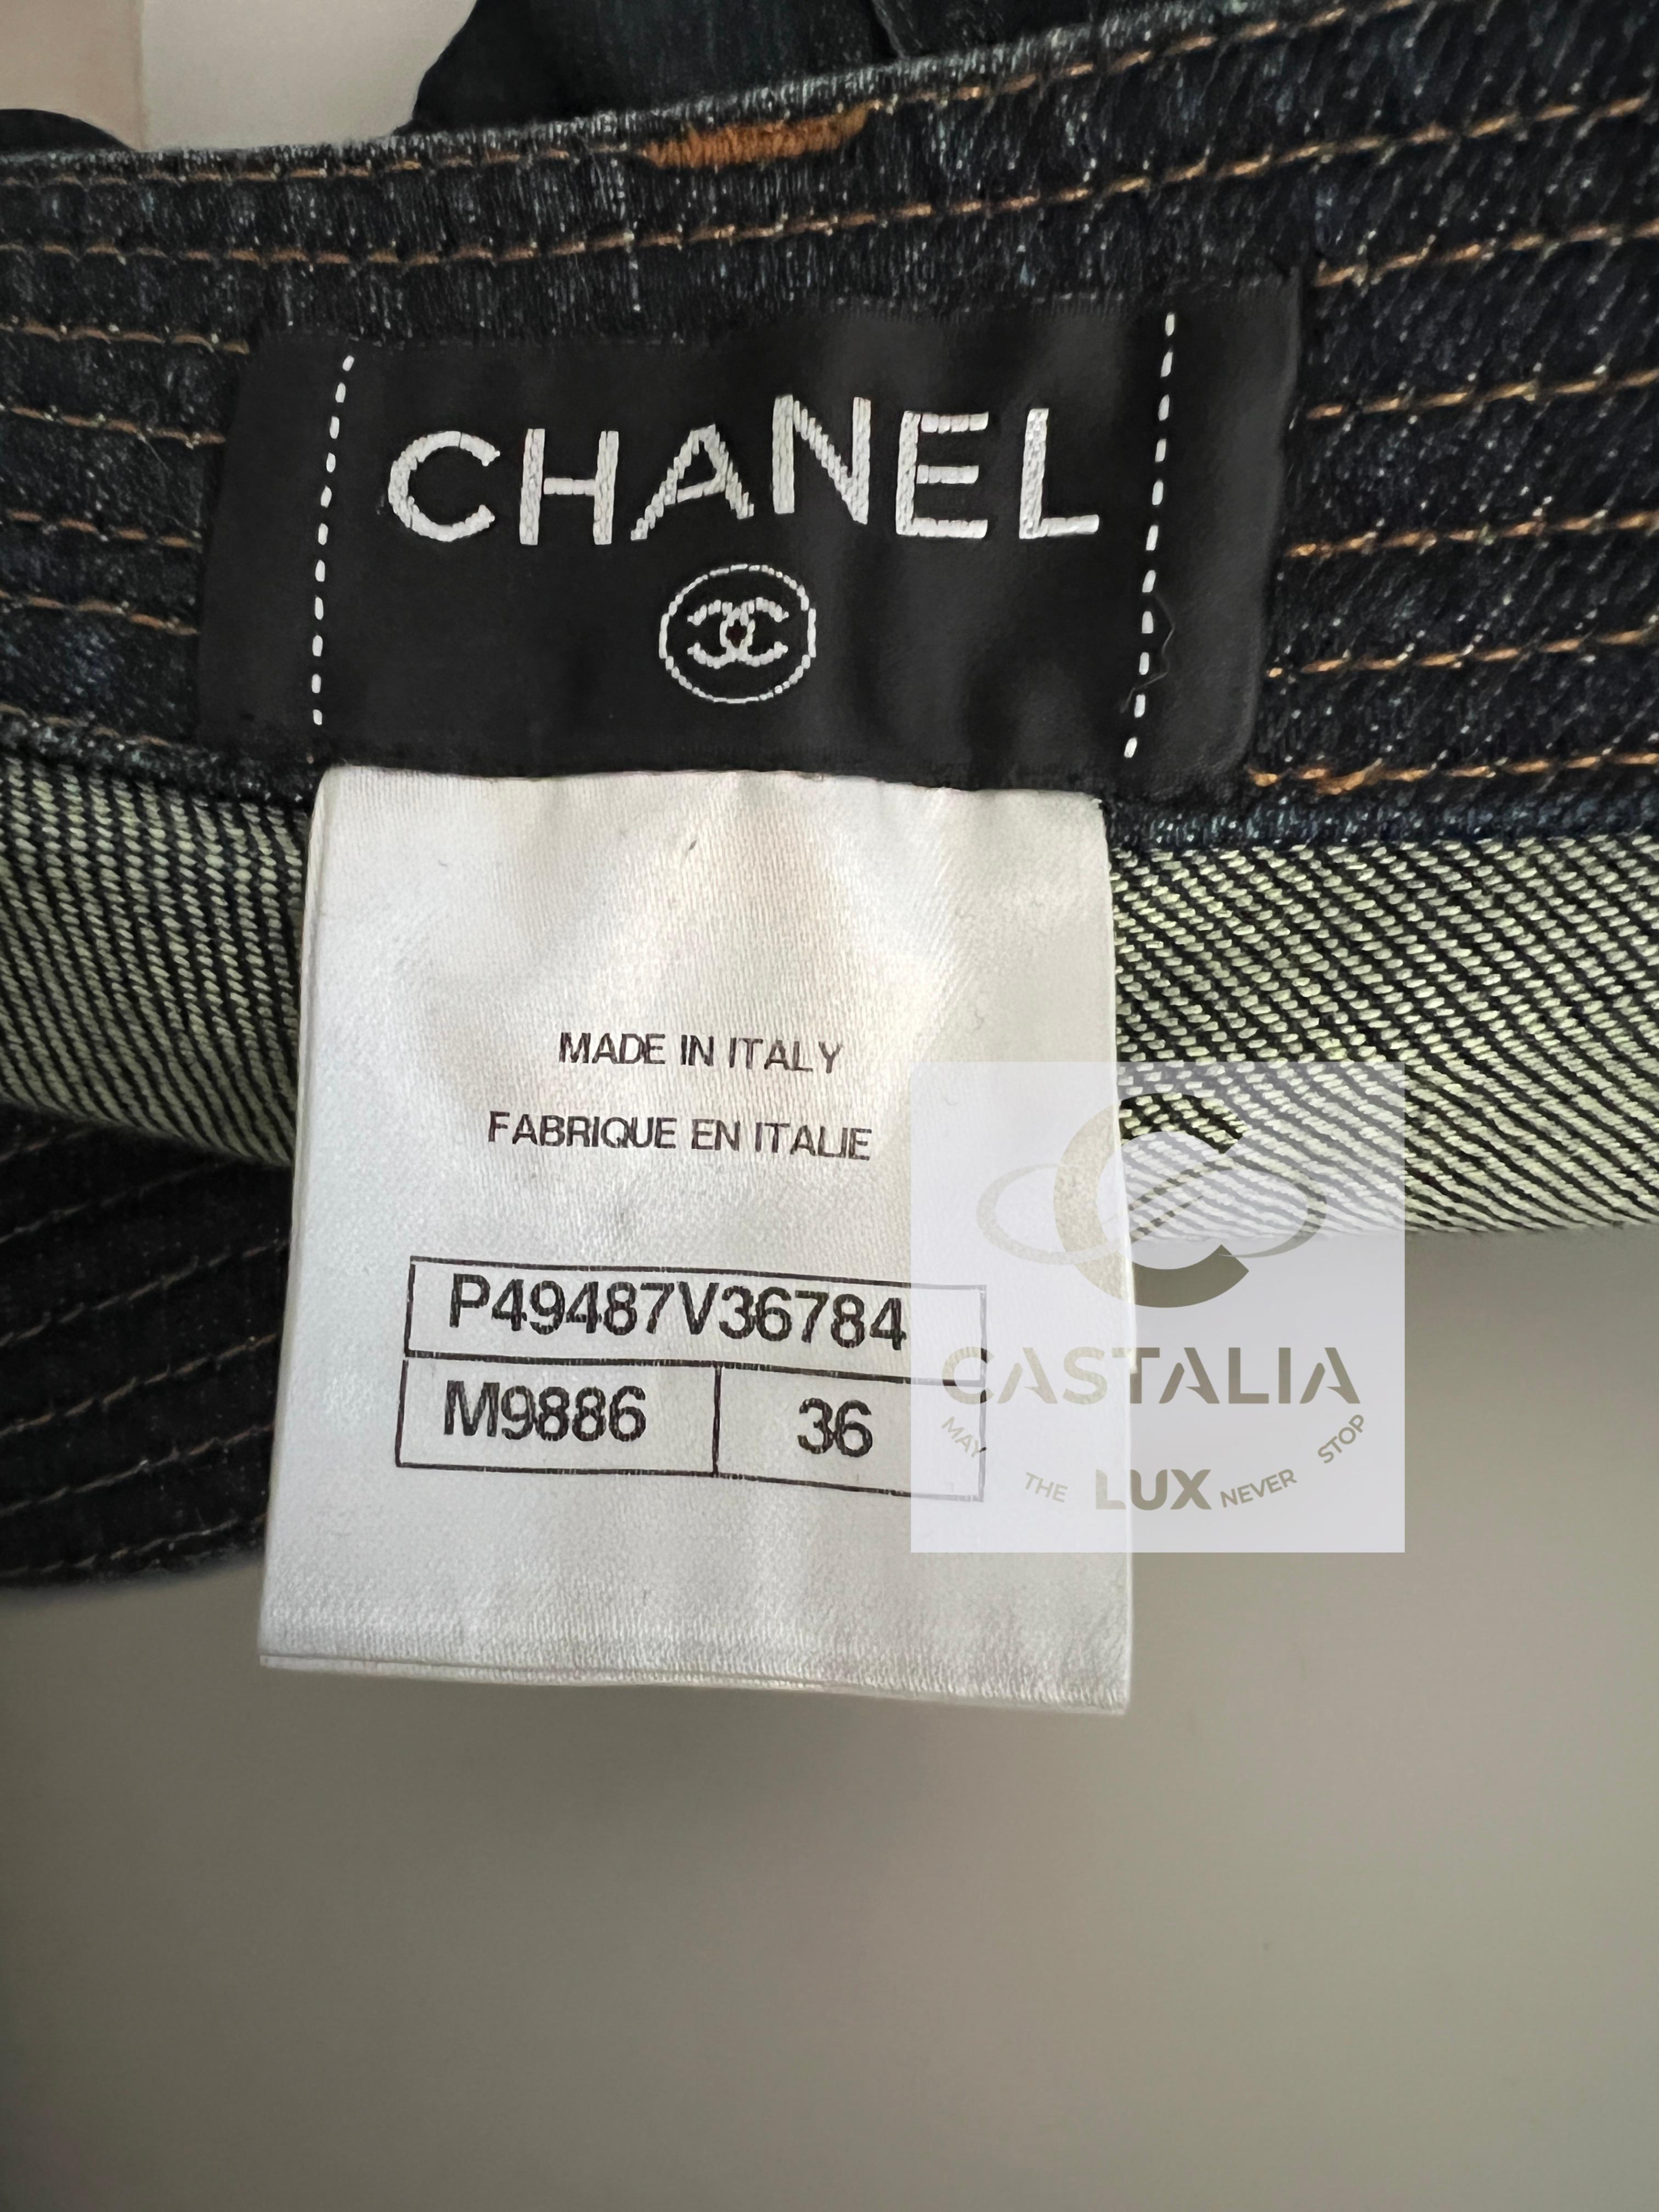 CHANEL
MADE IN ITALY
FABRIQUE EN ITALIE
P49487V36784
M9886 36
CASTALIA
MAY THE LUX NEVER STOP